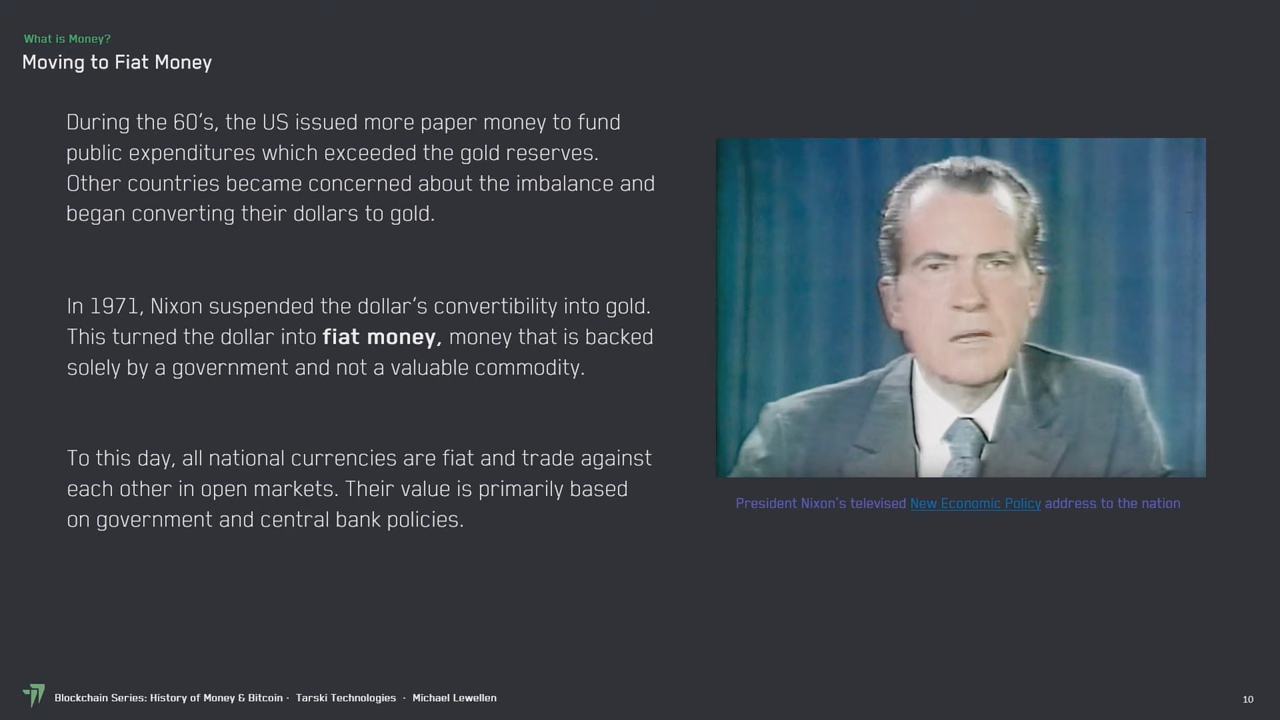 What is Money?
Moving to Fiat Money
During the 60's, the US issued more paper money to fund
public expenditures which exceeded the gold reserves.
Other countries became concerned about the imbalance and
began converting their dollars to gold.
In 1971, Nixon suspended the dollar's convertibility into gold.
This turned the dollar into fiat money, money that is backed
solely by a government and not a valuable commodity.
To this day, all national currencies are fiat and trade against
each other in open markets. Their value is primarily based
on government and central bank policies.
President Nixon's televised New Economic Policy address to the nation
Blockchain Series: History of Money & Bitcoin · Tarski Technologies · Michael Lewellen
10